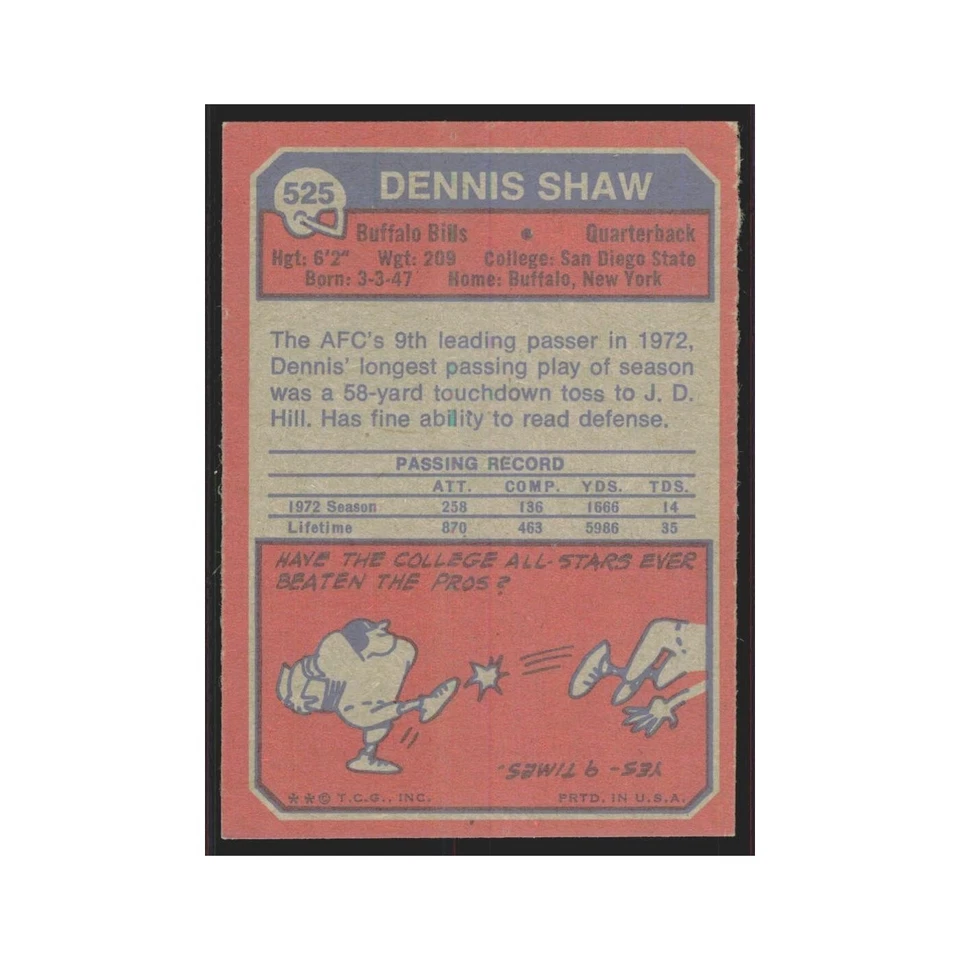 525
DENNIS SHAW
Buffalo Bills • Quarterback
Hgt: 6'2" Wgt: 209 College: San Diego State
Born: 3-3-47 Home: Buffalo, New York
The AFC's 9th leading passer in 1972,
Dennis' longest passing play of season
was a 58-yard touchdown toss to J. D.
Hill. Has fine ability to read defense.
PASSING RECORD
ATT. COMP. YDS. TDS.
1972 Season 258 136 1666 14
Lifetime 870 463 5986 35
HAVE THE COLLEGE ALL-STARS EVER
BEATEN THE PROS?
YES- 9 TIMES.
**© T.C.G., INC. PRTD. IN U.S.A.